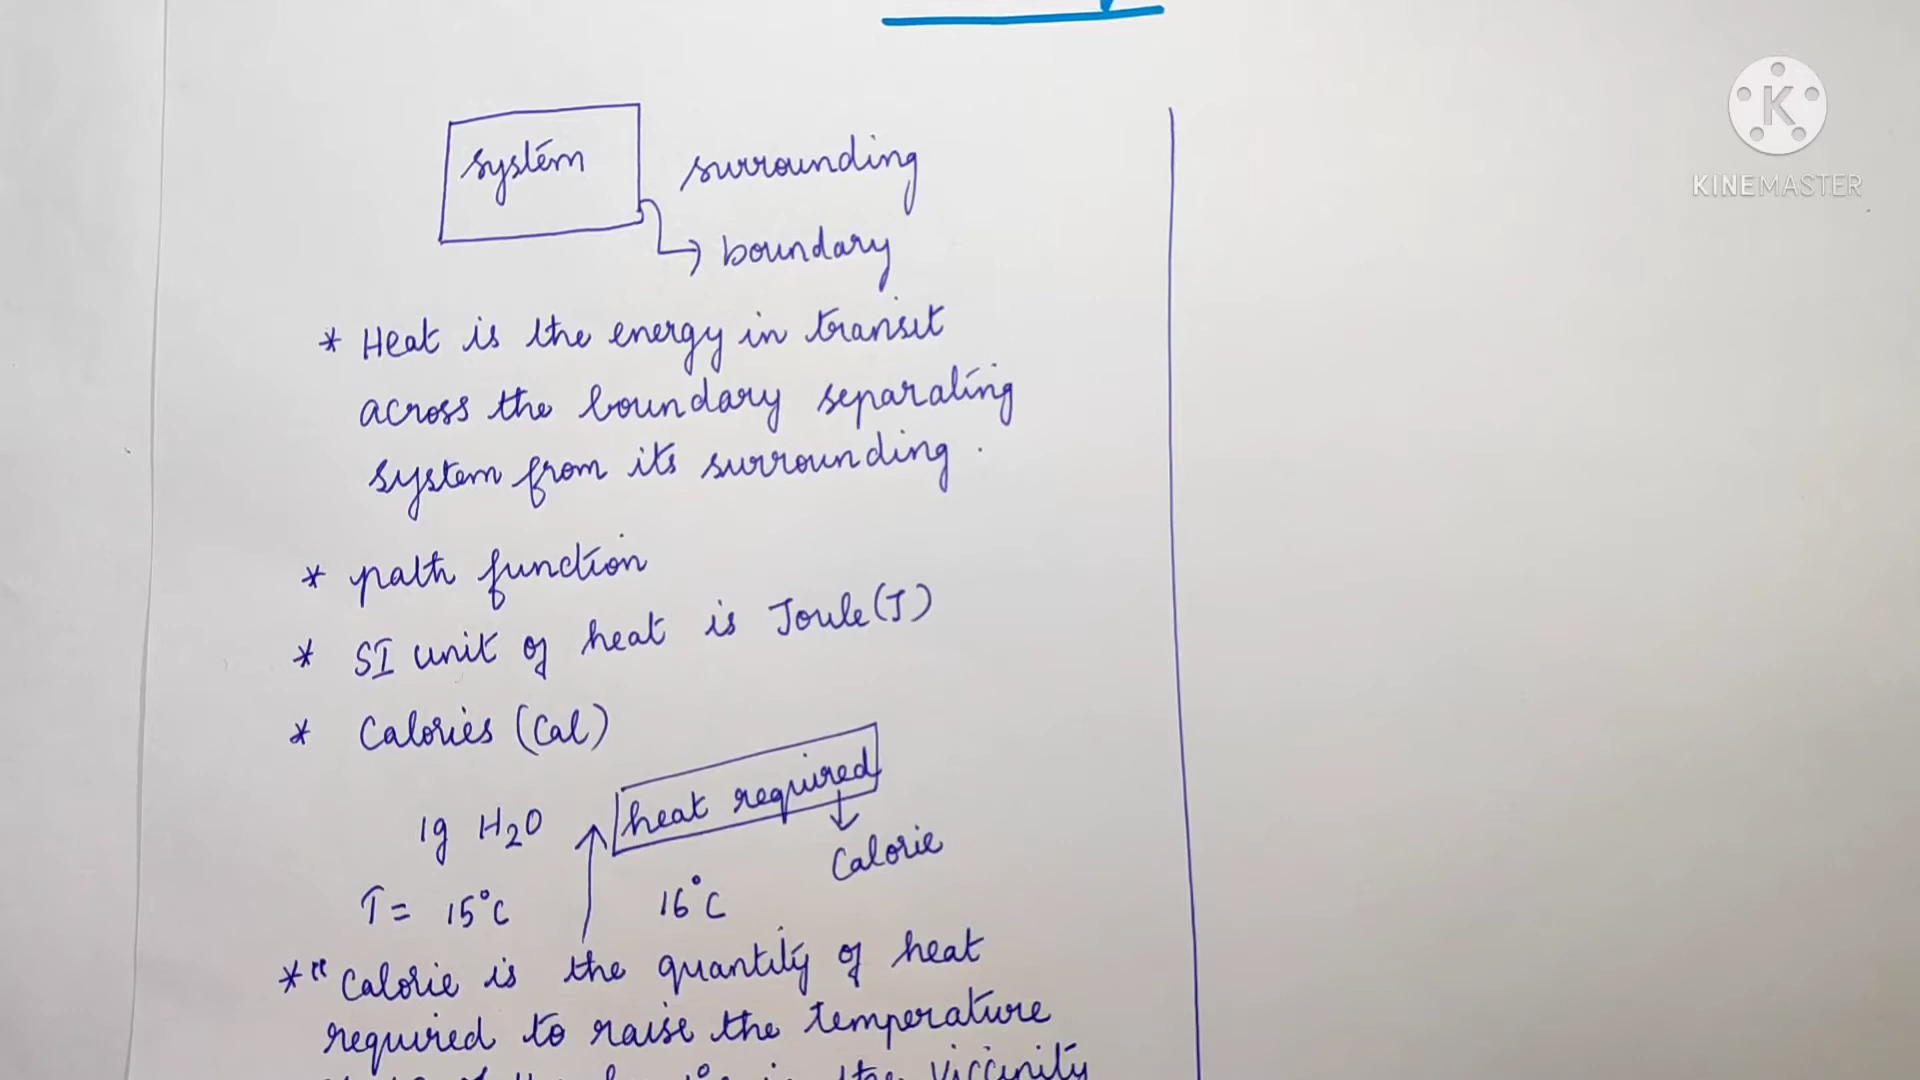 system
surrounding
boundary
KINEMASTER
* Heat is the energy in transit
across the boundary separating
system from its surrounding.
* path function
* SI unit of heat is Joule (J)
* Calories (Cal)
heat required
1g H2O
Calorie
T = 15°C 16°C
*" Calorie is the quantity of heat
required to raise the temperature
the viccinity